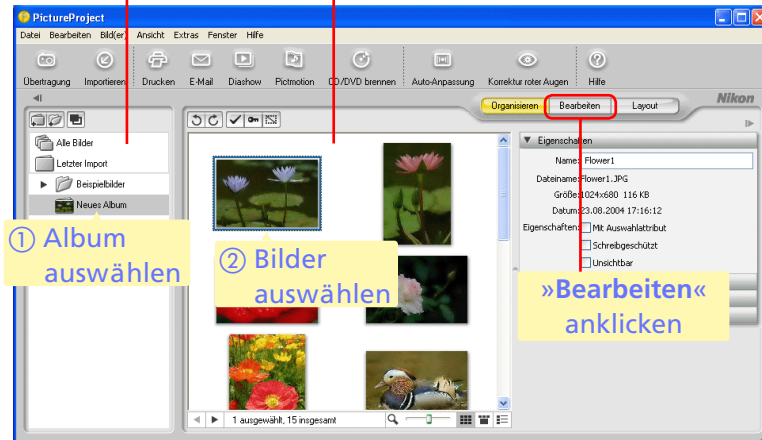 PictureProject
Datei Bearbeiten Bild(er) Ansicht Extras Fenster Hilfe
Übertragung Importieren Drucken E-Mail Diashow Pictmotion CD/DVD brennen Auto-Anpassung Korrektur roter Augen Hilfe
Organisieren Bearbeiten Layout Nikon
Alle Bilder
Letzter Import
Beispielbilder
Neues Album
① Album
auswählen
② Bilder
auswählen
Eigenschaften
Name: Flower1
Dateiname: Flower1.JPG
Größe: 1024x680 116 KB
Datum: 23.08.2004 17:16:12
Eigenschaften: Mit Auswahlattribut
Schreibgeschützt
Unsichtbar
»Bearbeiten«
anklicken
1 ausgewählt, 15 insgesamt